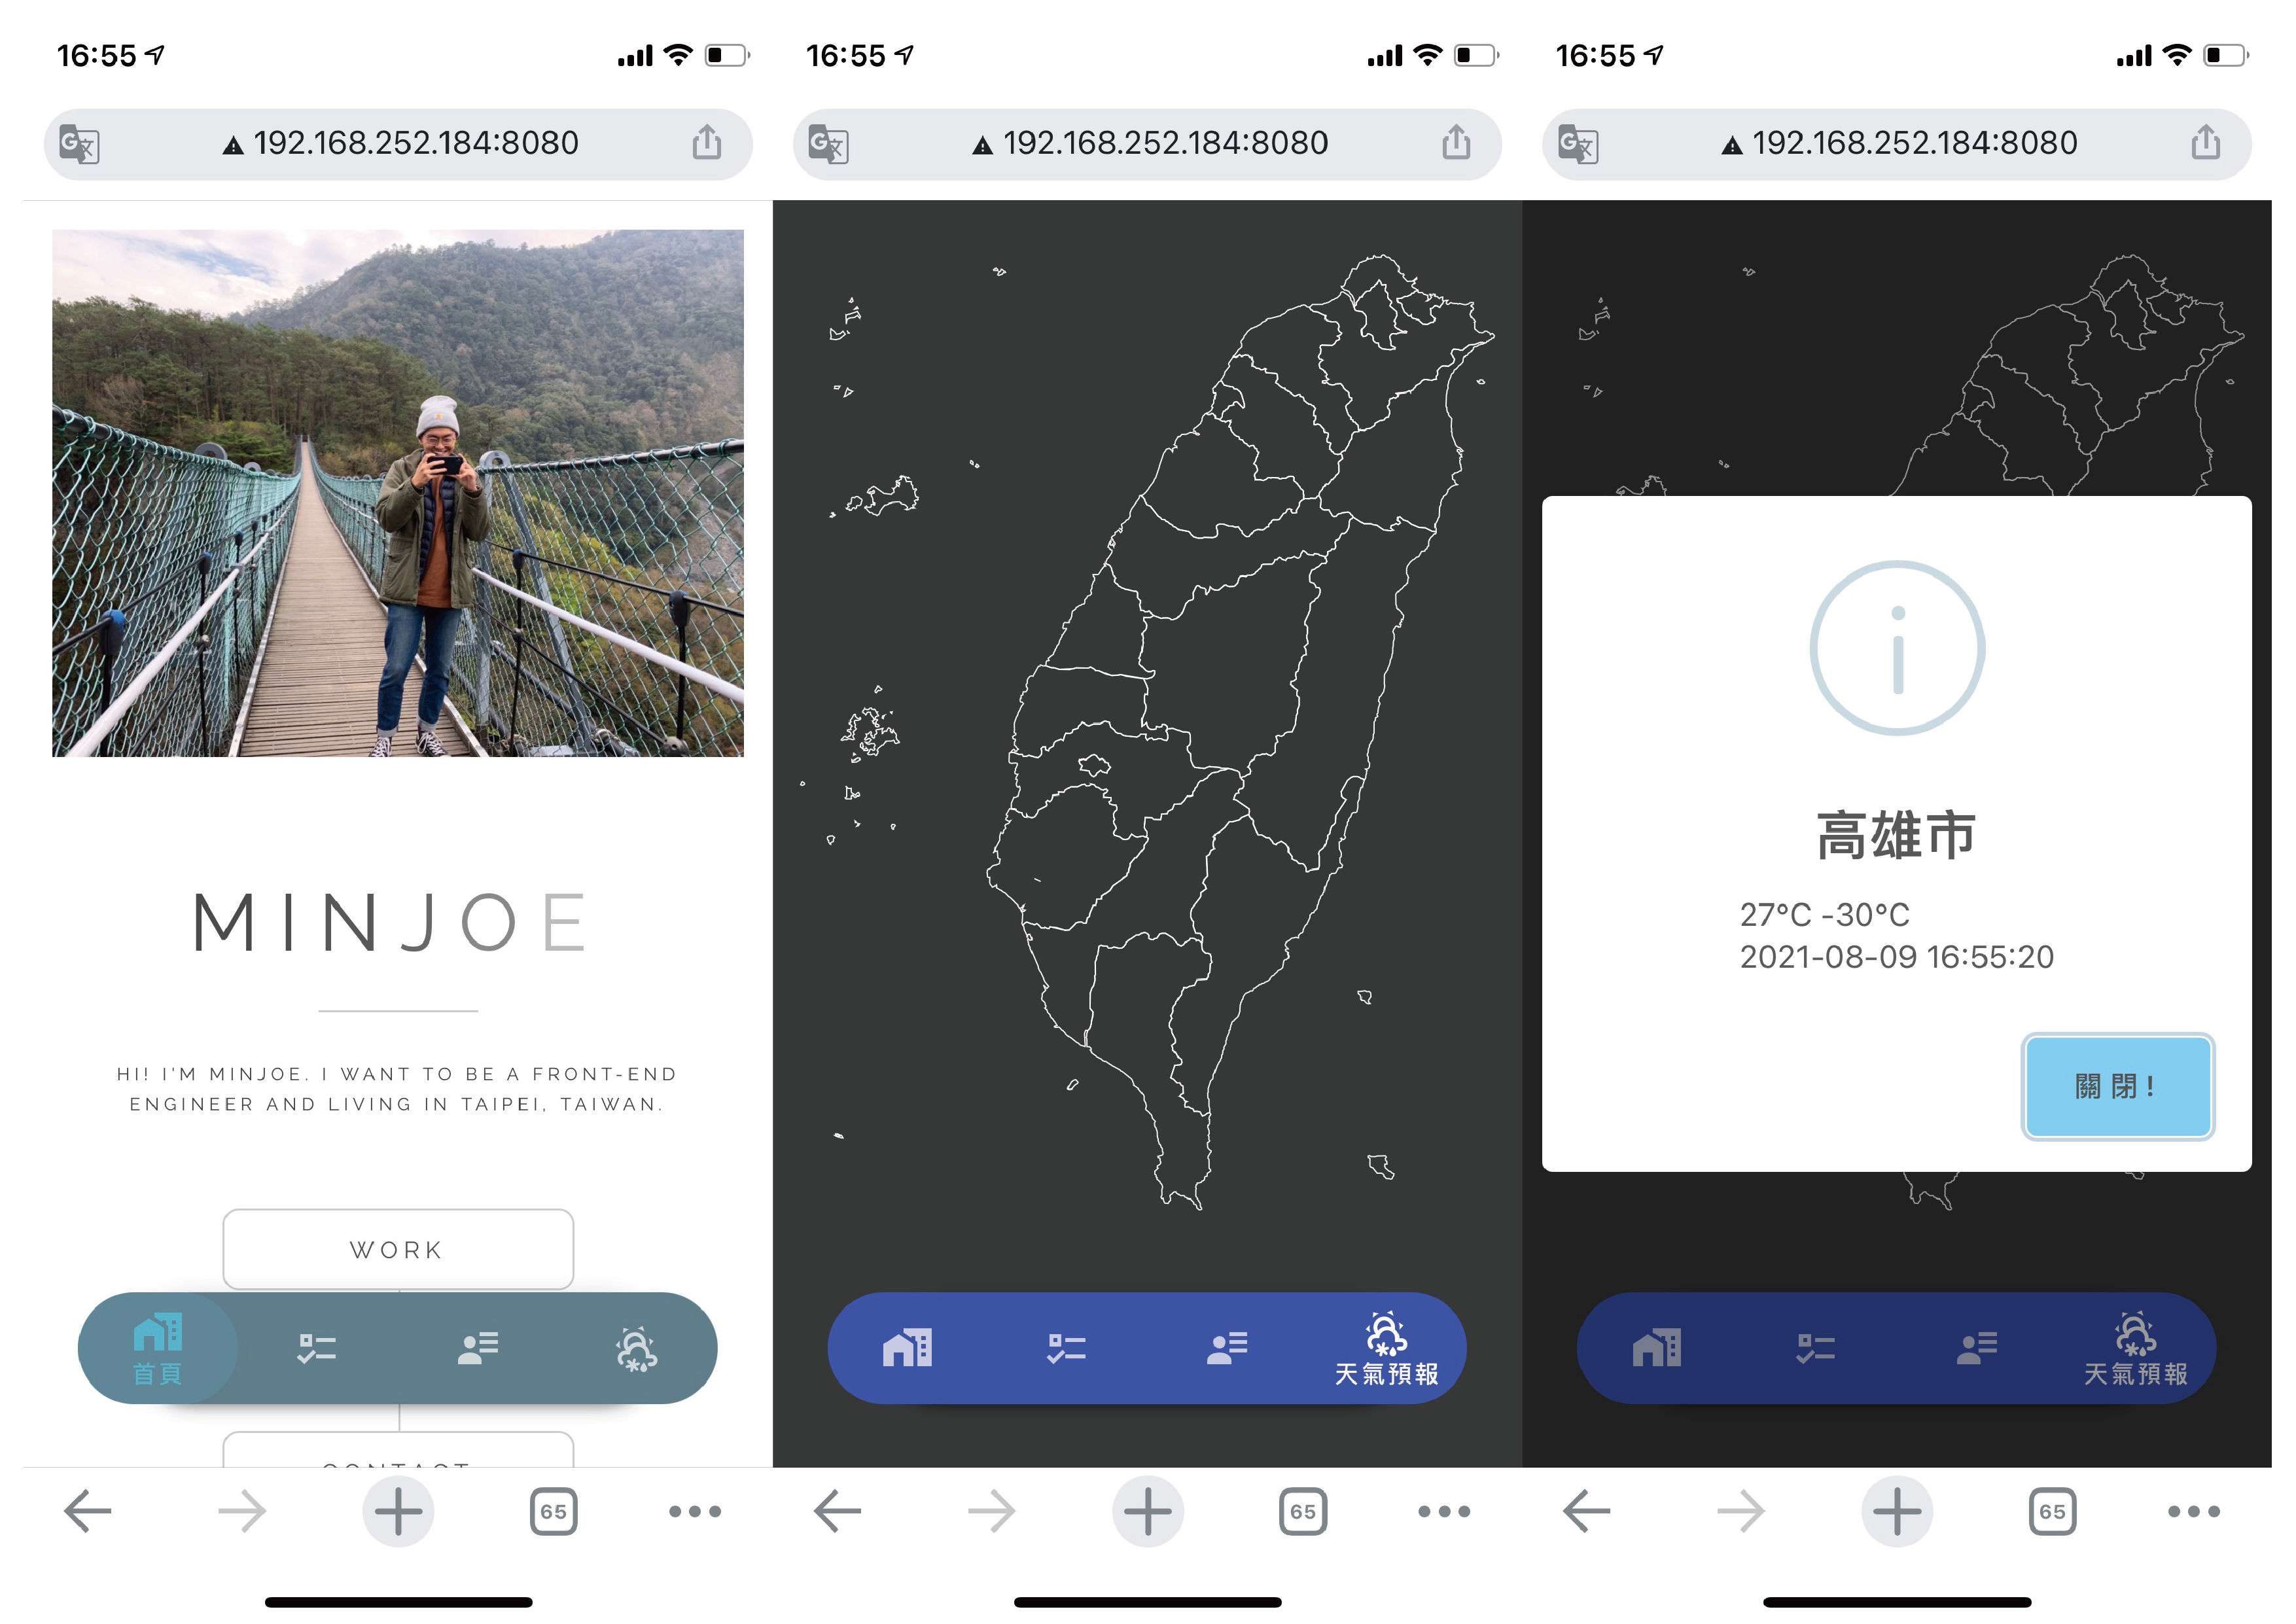 16:55
192.168.252.184:8080
MINJOE
HI! I'M MINJOE. I WANT TO BE A FRONT-END
ENGINEER AND LIVING IN TAIPEI, TAIWAN.
WORK
首頁
CONTACT
65
16:55
192.168.252.184:8080
天氣預報
65
16:55
192.168.252.184:8080
高雄市
27°C -30°C
2021-08-09 16:55:20
關閉!
天氣預報
65